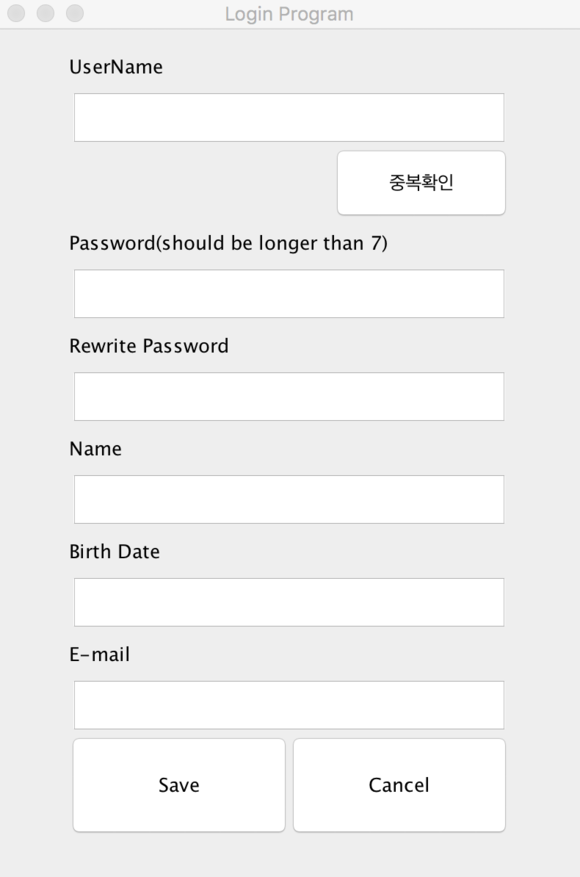 Login Program
UserName
중복확인
Password(should be longer than 7)
Rewrite Password
Name
Birth Date
E-mail
Save Cancel